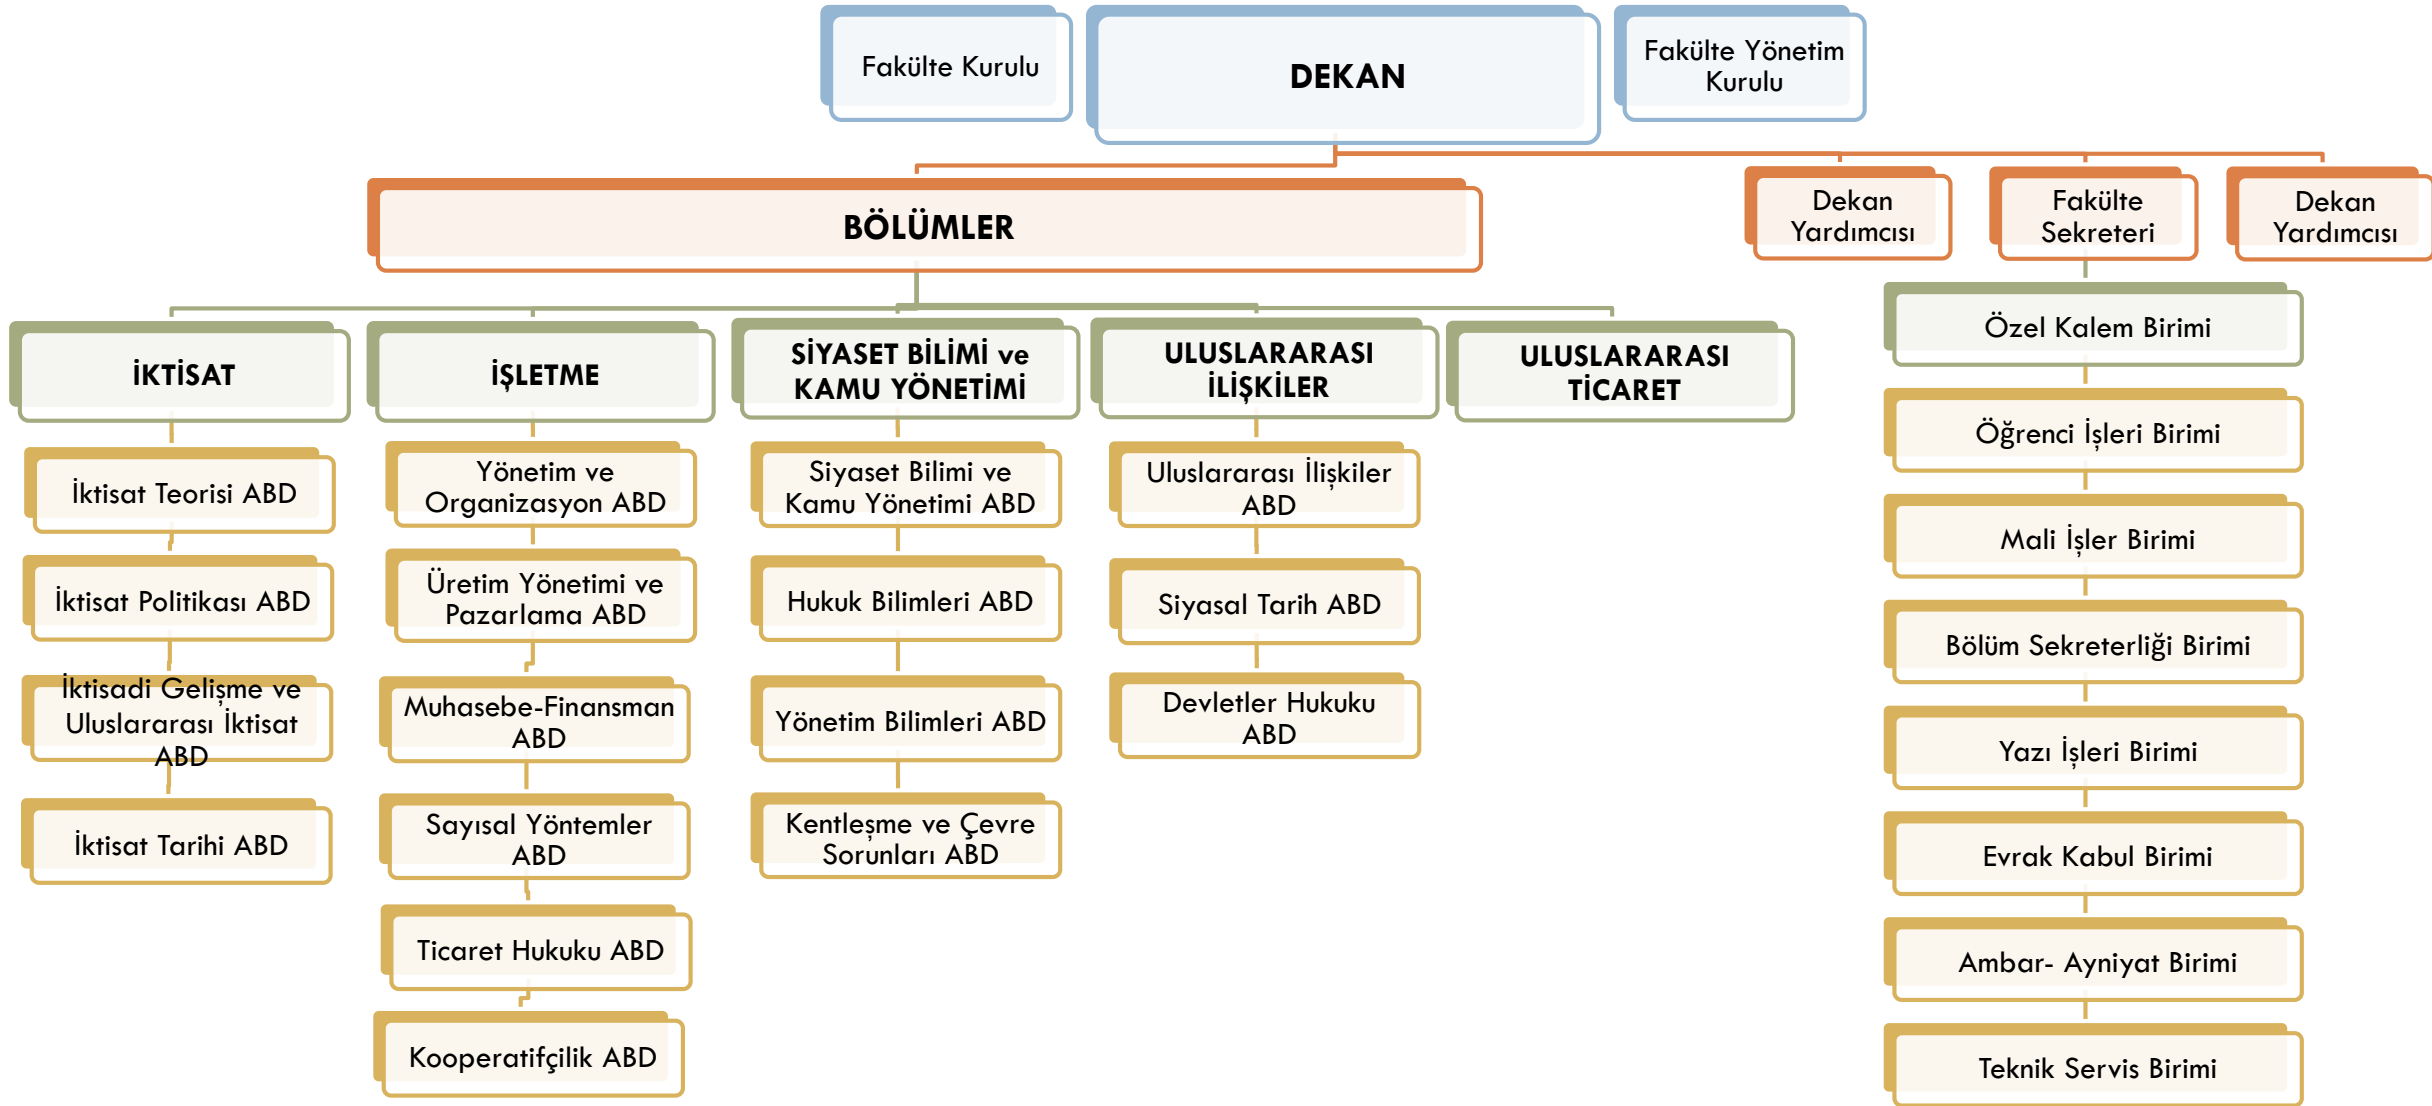 Fakülte Kurulu
DEKAN
Fakülte Yönetim
Kurulu
BÖLÜMLER
Dekan
Yardımcısı
Fakülte
Sekreteri
Dekan
Yardımcısı
İKTİSAT
İktisat Teorisi ABD
İktisat Politikası ABD
İktisadi Gelişme ve
Uluslararası İktisat
ABD
İktisat Tarihi ABD
İŞLETME
Yönetim ve
Organizasyon ABD
Üretim Yönetimi ve
Pazarlama ABD
Muhasebe-Finansman
ABD
Sayısal Yöntemler
ABD
Ticaret Hukuku ABD
Kooperatifçilik ABD
SİYASET BİLİMİ ve
KAMU YÖNETİMİ
Siyaset Bilimi ve
Kamu Yönetimi ABD
Hukuk Bilimleri ABD
Yönetim Bilimleri ABD
Kentleşme ve Çevre
Sorunları ABD
ULUSLARARASI
İLİŞKİLER
Uluslararası İlişkiler
ABD
Siyasal Tarih ABD
Devletler Hukuku
ABD
ULUSLARARASI
TİCARET
Özel Kalem Birimi
Öğrenci İşleri Birimi
Mali İşler Birimi
Bölüm Sekreterliği Birimi
Yazı İşleri Birimi
Evrak Kabul Birimi
Ambar- Ayniyat Birimi
Teknik Servis Birimi